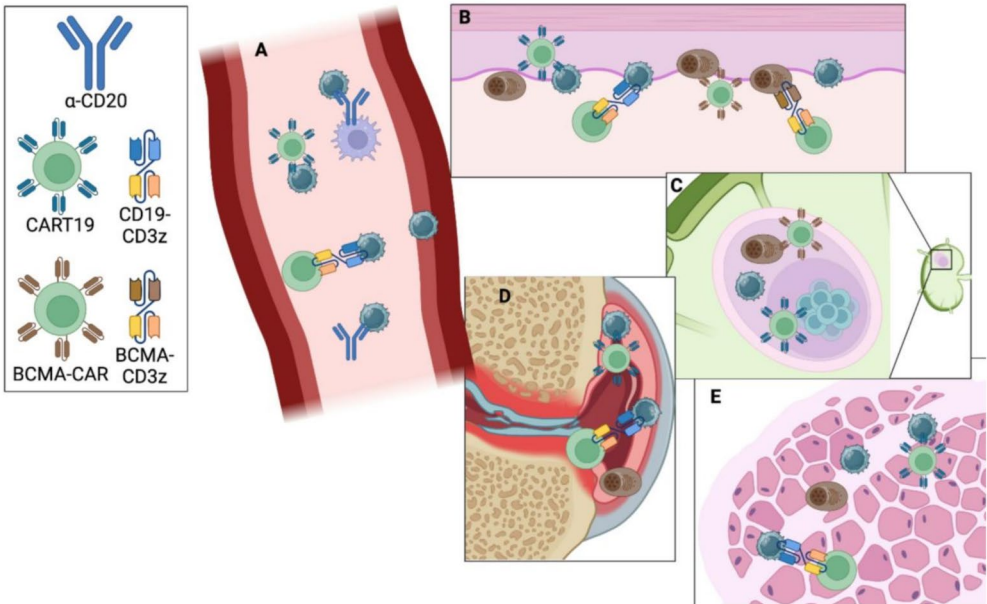 α-CD20
CART19
CD19-
CD3z
BCMA-CAR
BCMA-
CD3z
A
B
C
D
E